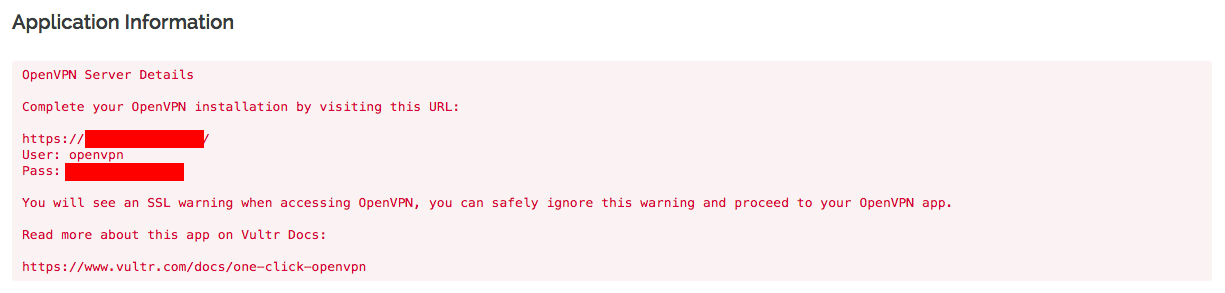 Application Information
OpenVPN Server Details
Complete your OpenVPN installation by visiting this URL:
https:// /
User: openvpn
Pass:
You will see an SSL warning when accessing OpenVPN, you can safely ignore this warning and proceed to your OpenVPN app.
Read more about this app on Vultr Docs:
https://www.vultr.com/docs/one-click-openvpn